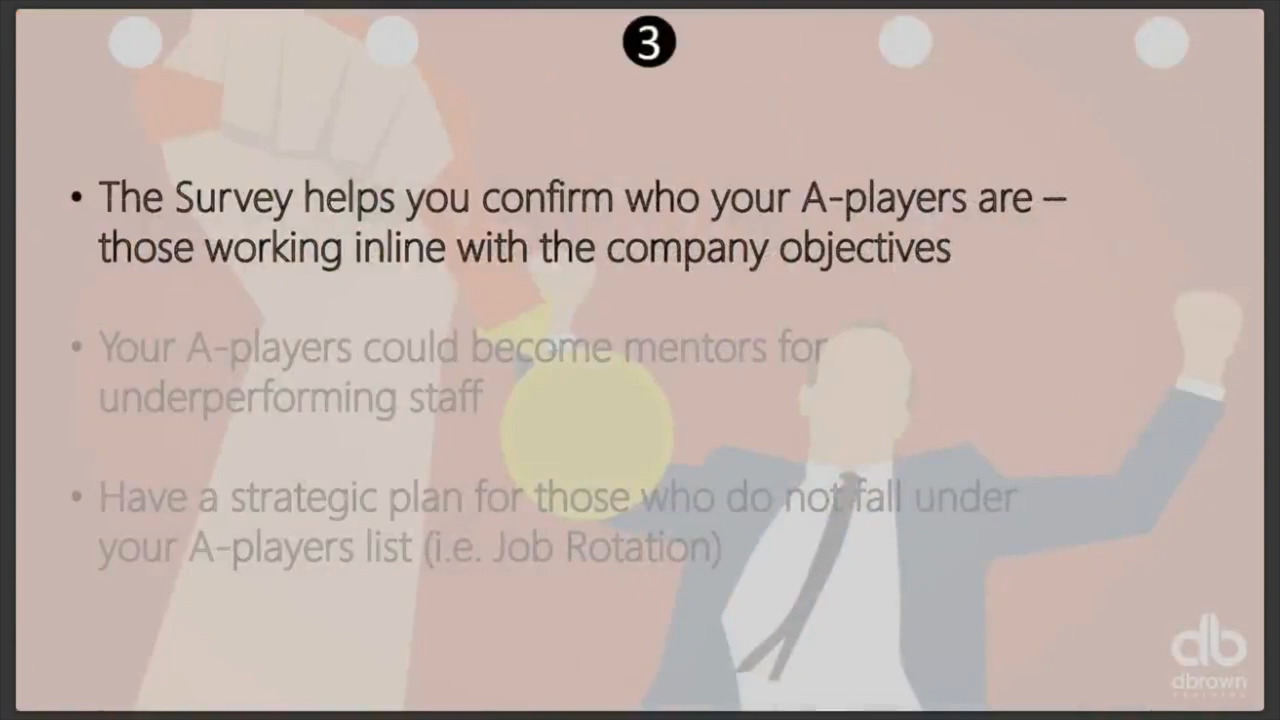 3
• The Survey helps you confirm who your A-players are –
those working inline with the company objectives
• Your A-players could become mentors for
underperforming staff
• Have a strategic plan for those who do not fall under
your A-players list (i.e. Job Rotation)
db
dbrown
TRAINING